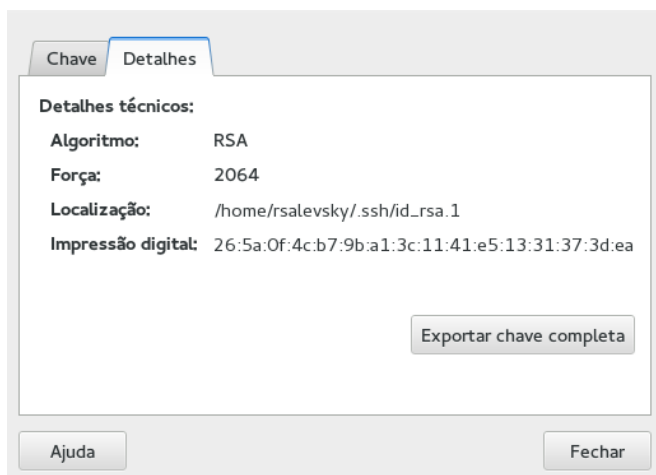 Chave Detalhes
Detalhes técnicos:
Algoritmo: RSA
Força: 2064
Localização: /home/rsalevsky/.ssh/id_rsa.1
Impressão digital: 26:5a:0f:4c:b7:9b:a1:3c:11:41:e5:13:31:37:3d:ea
Exportar chave completa
Ajuda Fechar